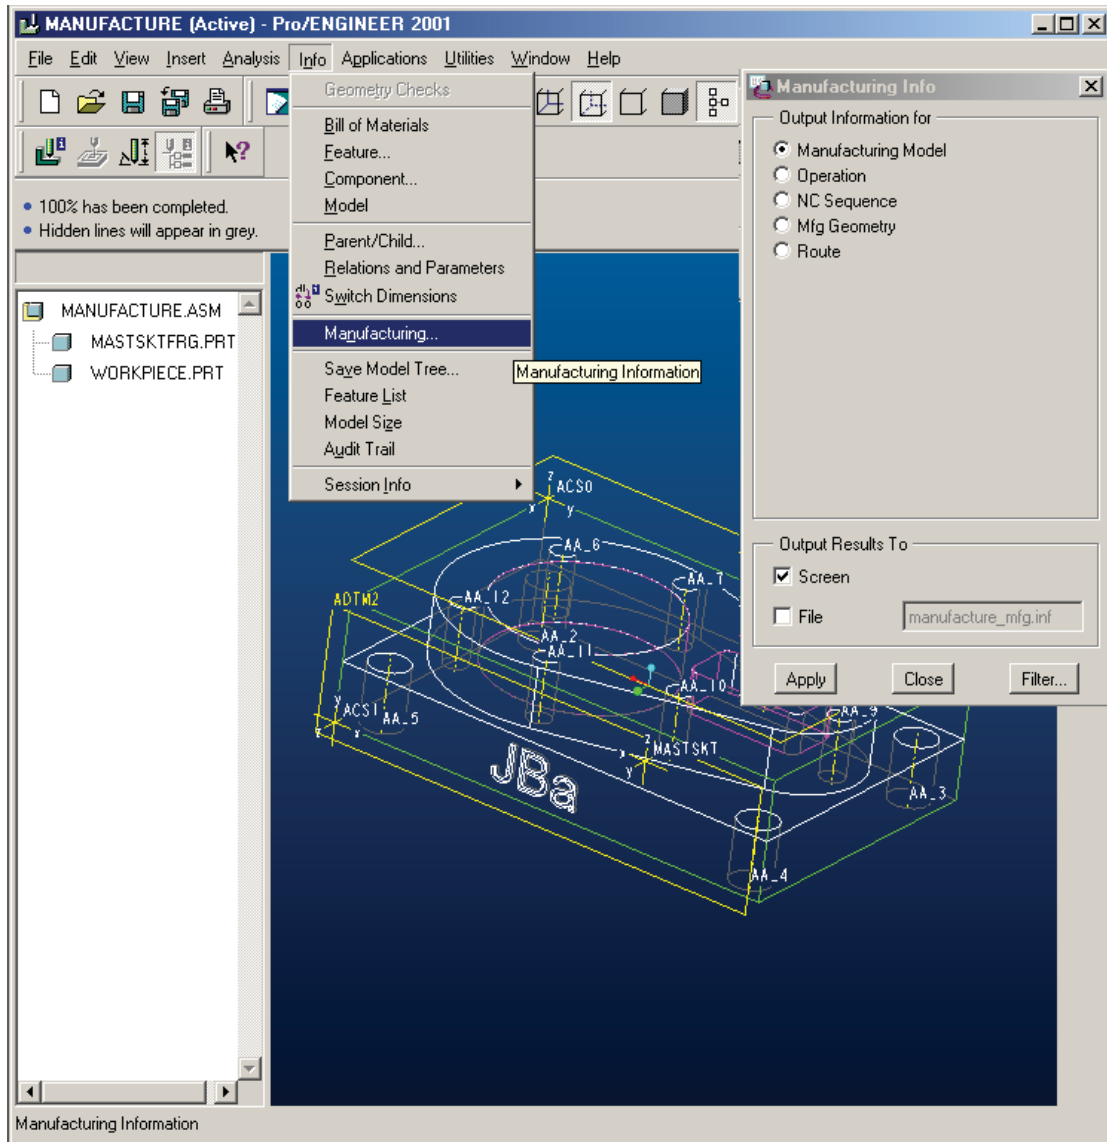 MANUFACTURE (Active) - Pro/ENGINEER 2001
File Edit View Insert Analysis Info Applications Utilities Window Help
Geometry Checks
Bill of Materials
Feature...
Component...
Model
Parent/Child...
Relations and Parameters
Switch Dimensions
Manufacturing...
Manufacturing Information
Save Model Tree...
Feature List
Model Size
Audit Trail
Session Info
100% has been completed.
Hidden lines will appear in grey.
MANUFACTURE.ASM
MASTSKTFRG.PRT
WORKPIECE.PRT
Manufacturing Info
Output Information for
Manufacturing Model
Operation
NC Sequence
Mfg Geometry
Route
Output Results To
Screen
File manufacture_mfg.inf
Apply Close Filter...
z ACS0
x y
AA_6
AA_7
ADTM2
AA_12
AA_2
AA_11
AA_10
AA_9
y
ACS1 AA_5
z x
z MASTSKT
x
y
JBa
AA_3
AA_4
Manufacturing Information